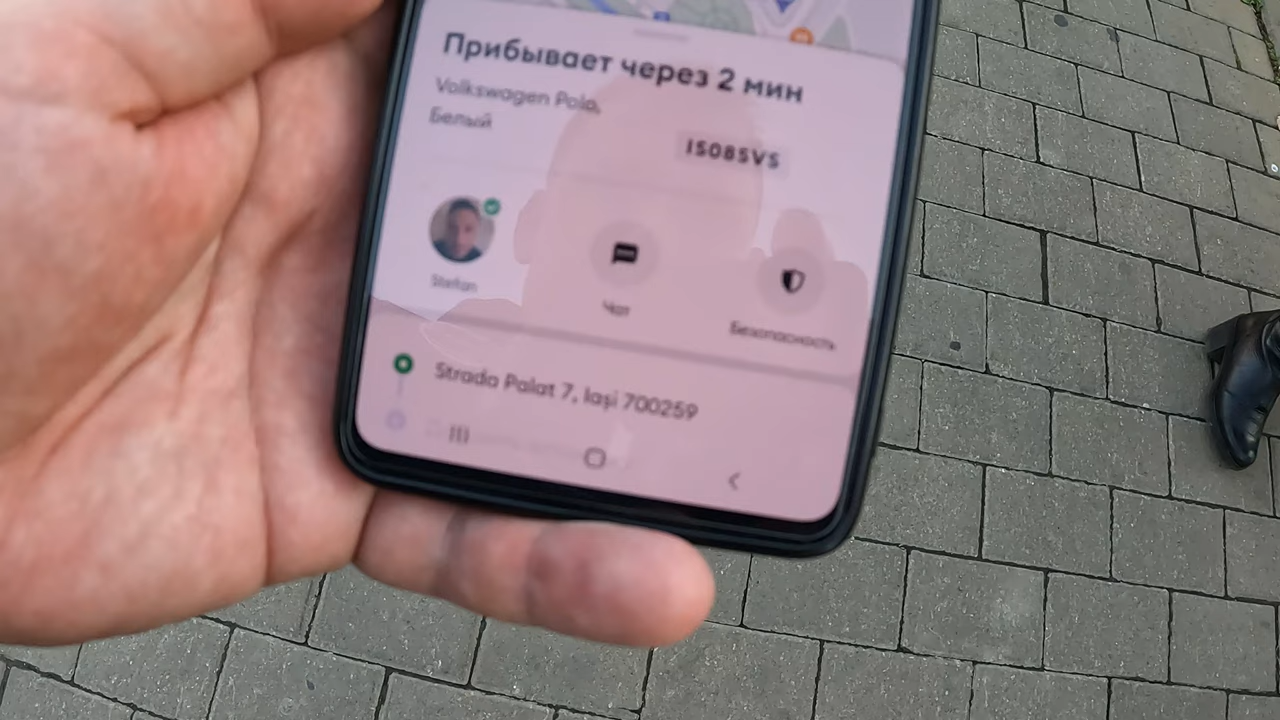 Прибывает через 2 мин
Volkswagen Polo,
Белый
IS085VS
Stefan
Чат
Безопасность
Strada Palat 7, Iași 700259